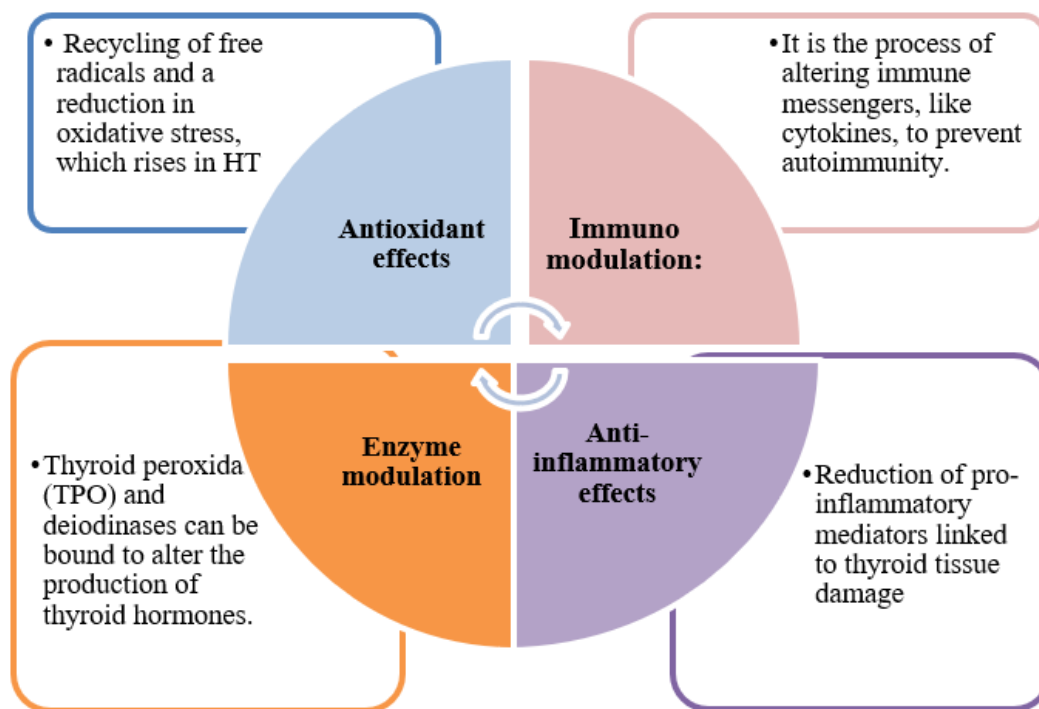 • Recycling of free
radicals and a
reduction in
oxidative stress,
which rises in HT
•It is the process of
altering immune
messengers, like
cytokines, to prevent
autoimmunity.
Antioxidant
effects
Immuno
modulation:
Enzyme
modulation
Anti-
inflammatory
effects
•Thyroid peroxida
(TPO) and
deiodinases can be
bound to alter the
production of
thyroid hormones.
•Reduction of pro-
inflammatory
mediators linked
to thyroid tissue
damage